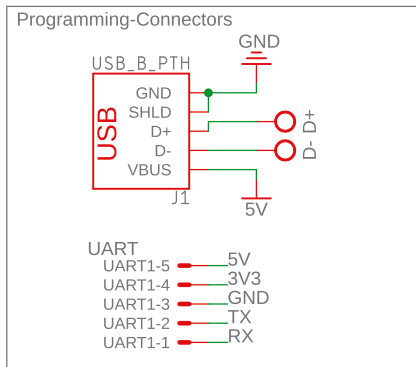 Programming-Connectors
GND
USB_B_PTH
GND
SHLD
D+
D-
VBUS
USB
D+
D-
J1
5V
UART
UART1-5 5V
UART1-4 3V3
UART1-3 GND
UART1-2 TX
UART1-1 RX